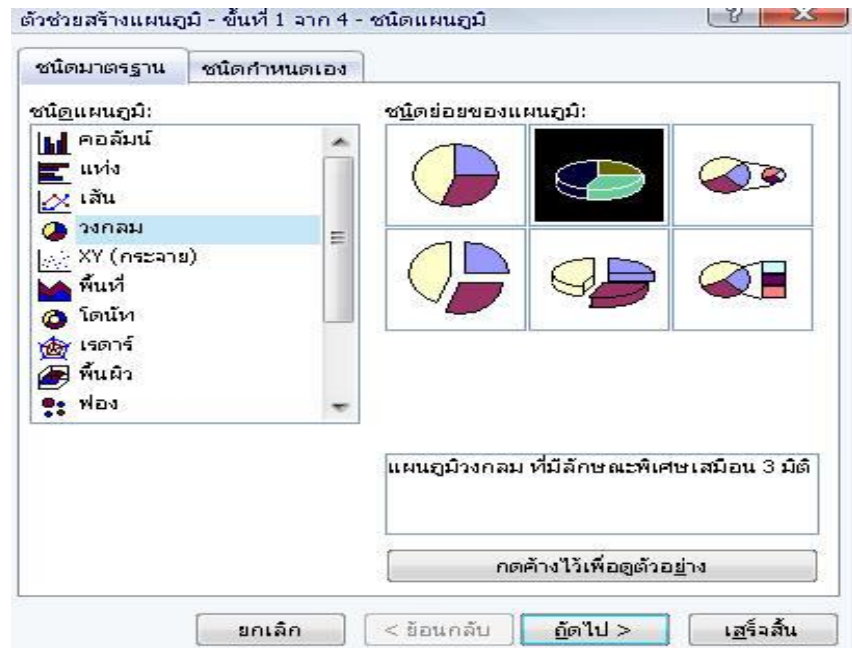 ตัวช่วยสร้างแผนภูมิ - ขั้นที่ 1 จาก 4 - ชนิดแผนภูมิ
ชนิดมาตรฐาน
ชนิดกำหนดเอง
ชนิดแผนภูมิ:
คอลัมน์
แท่ง
เส้น
วงกลม
XY (กระจาย)
พื้นที่
โดนัท
เรดาร์
พื้นผิว
ฟอง
ชนิดย่อยของแผนภูมิ:
แผนภูมิวงกลม ที่มีลักษณะพิเศษเสมือน 3 มิติ
กดค้างไว้เพื่อดูตัวอย่าง
ยกเลิก
< ย้อนกลับ
ถัดไป >
เสร็จสิ้น